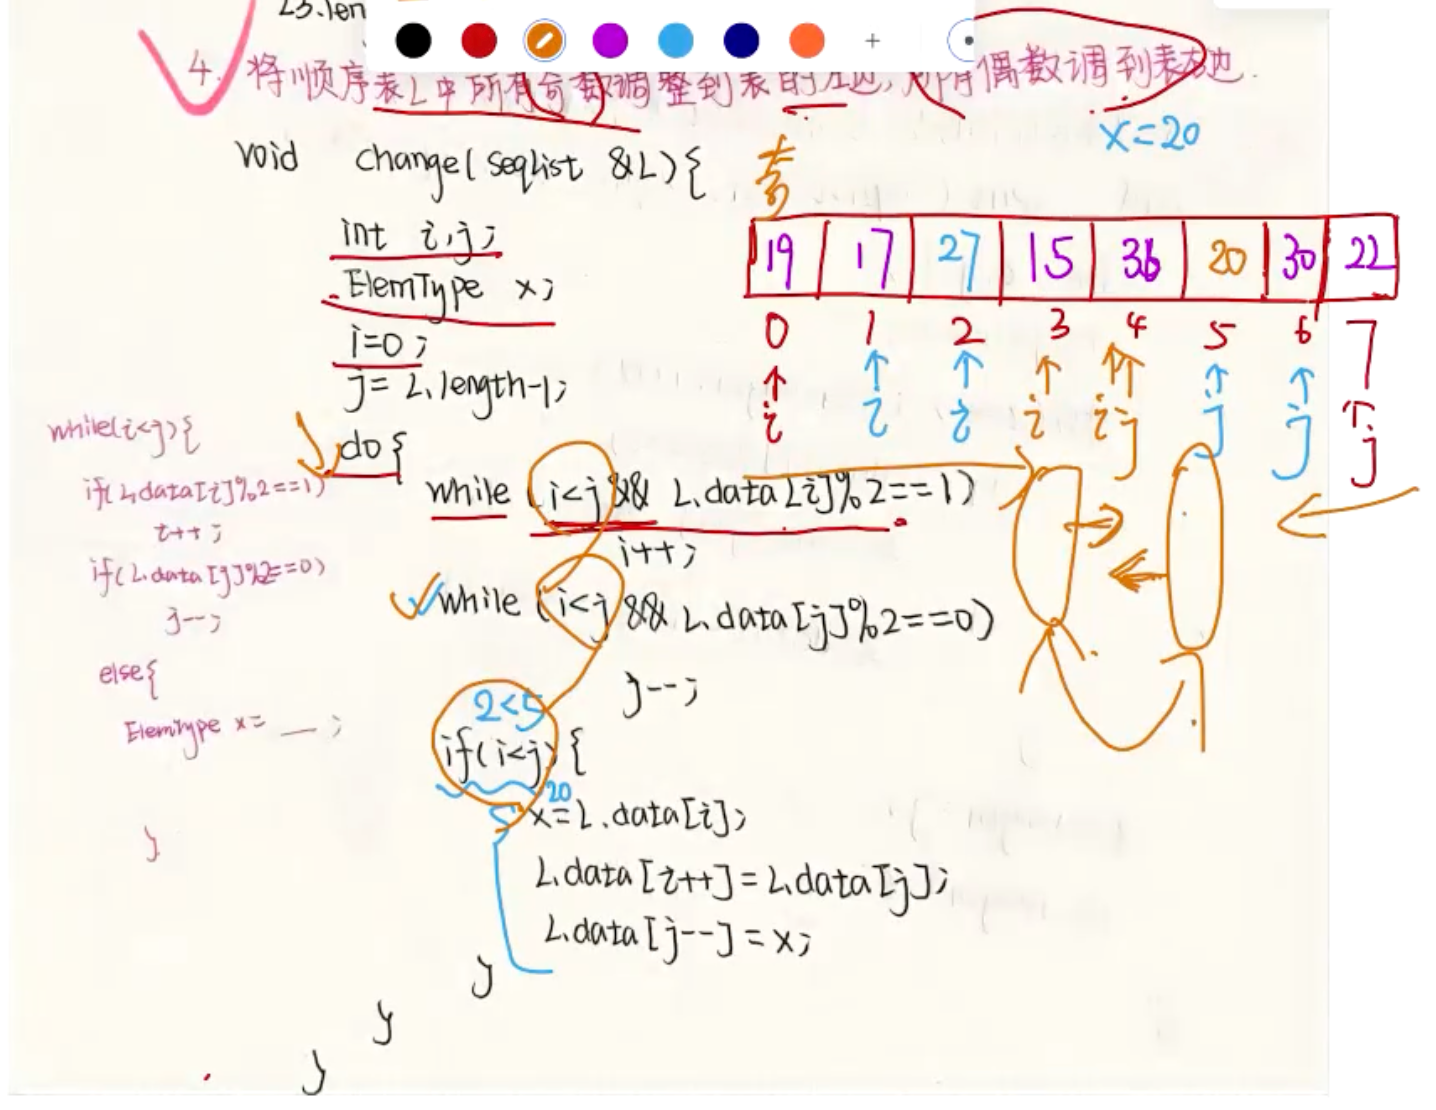 L3.len
4. 将顺序表L中所有奇数调整到表的左边,所有偶数调到表右边.
x=20
void change(SeqList &L){
奇
int i,j;
19 17 27 15 36 20 30 22
ElemType x;
0 1 2 3 4 5 6 7
i=0;
j=L.length-1;
i i i i i j j j j
while(i<j){
do{
if(L.data[i]%2==1)
while (i<j && L.data[i]%2==1)
i++;
i++;
if(L.data[j]%2==0)
while (i<j && L.data[j]%2==0)
j--;
j--;
else{
2<5
ElemType x= __;
if(i<j){
20
x=L.data[i];
}
L.data[i++]=L.data[j];
L.data[j--]=x;
}
}
}